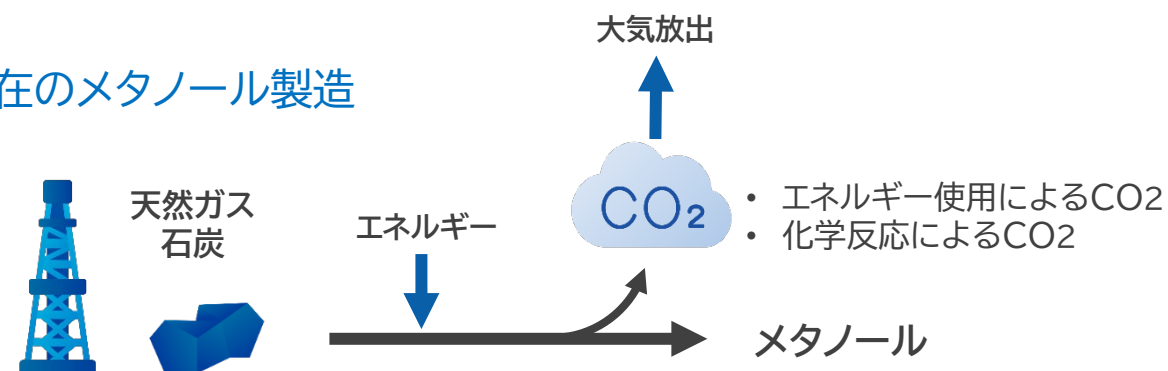 大気放出
在のメタノール製造
天然ガス
石炭
エネルギー
CO2
• エネルギー使用によるCO2
• 化学反応によるCO2
メタノール